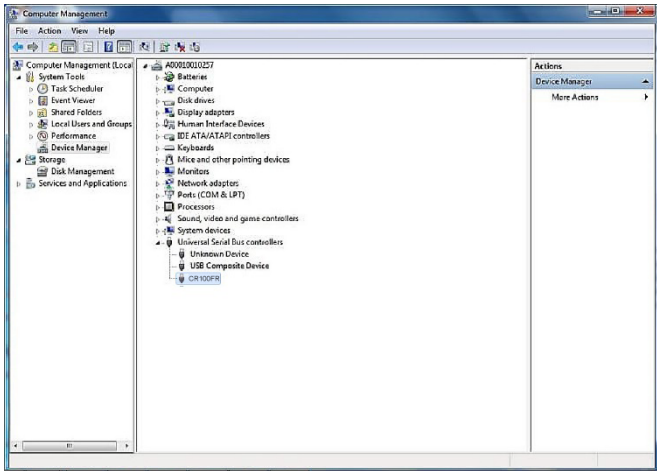 Computer Management
File Action View Help
Computer Management (Local
System Tools
Task Scheduler
Event Viewer
Shared Folders
Local Users and Groups
Performance
Device Manager
Storage
Disk Management
Services and Applications
A00010010257
Batteries
Computer
Disk drives
Display adapters
Human Interface Devices
IDE ATA/ATAPI controllers
Keyboards
Mice and other pointing devices
Monitors
Network adapters
Ports (COM & LPT)
Processors
Sound, video and game controllers
System devices
Universal Serial Bus controllers
Unknown Device
USB Composite Device
CR100FR
Actions
Device Manager
More Actions